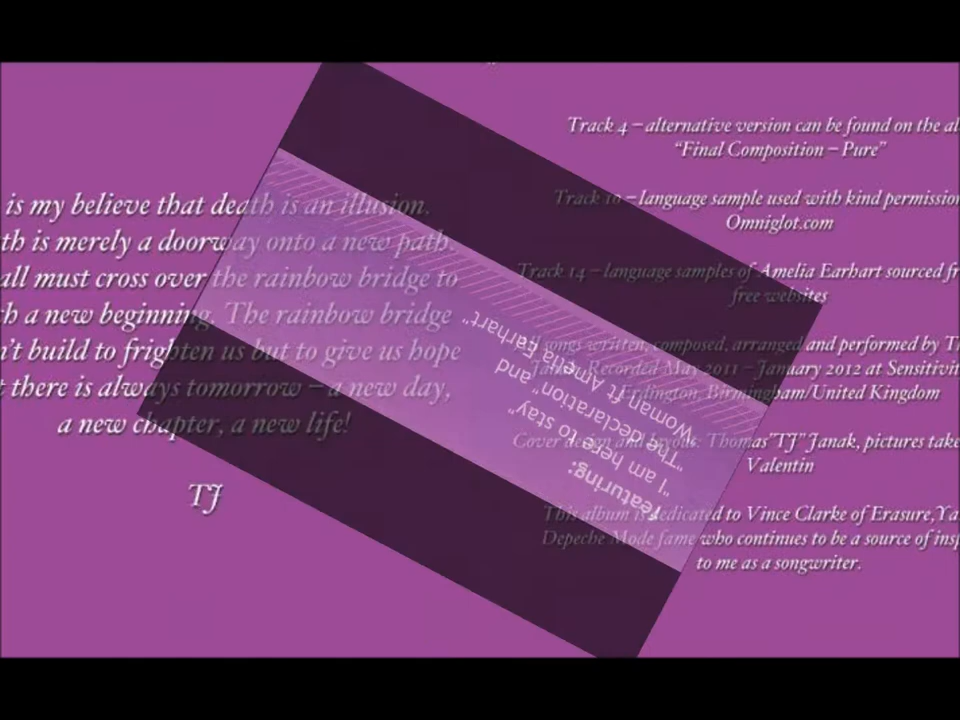 is my believe that death is an illusion.
th is merely a doorway onto a new path.
all must cross over the rainbow bridge to
h a new beginning. The rainbow bridge
n't build to frighten us but to give us hope
t there is always tomorrow – a new day,
a new chapter, a new life!
TJ
Track 4 – alternative version can be found on the al
"Final Composition – Pure"
Track 10 – language sample used with kind permission
Omniglot.com
Track 14 – language samples of Amelia Earhart sourced fr
free websites
songs written, composed, arranged and performed by T
Recorded May 2011 – January 2012 at Sensitivi
Erdington, Birmingham/United Kingdom
Cover design and layouts: Thomas"TJ" Janak, pictures take
Valentin
This album is dedicated to Vince Clarke of Erasure,Ya
Depeche Mode fame who continues to be a source of insp
to me as a songwriter.
featuring:
"I am here to stay"
"The declaration" and
"Woman ft Amelia Earhart"